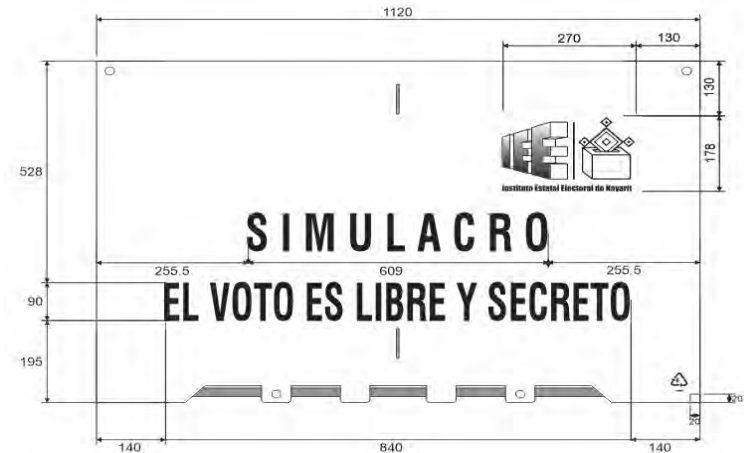 1120
270 130
130
178
528
Instituto Estatal Electoral de Nayarit
SIMULACRO
255.5 609 255.5
90
EL VOTO ES LIBRE Y SECRETO
195
20
20
140 840 140